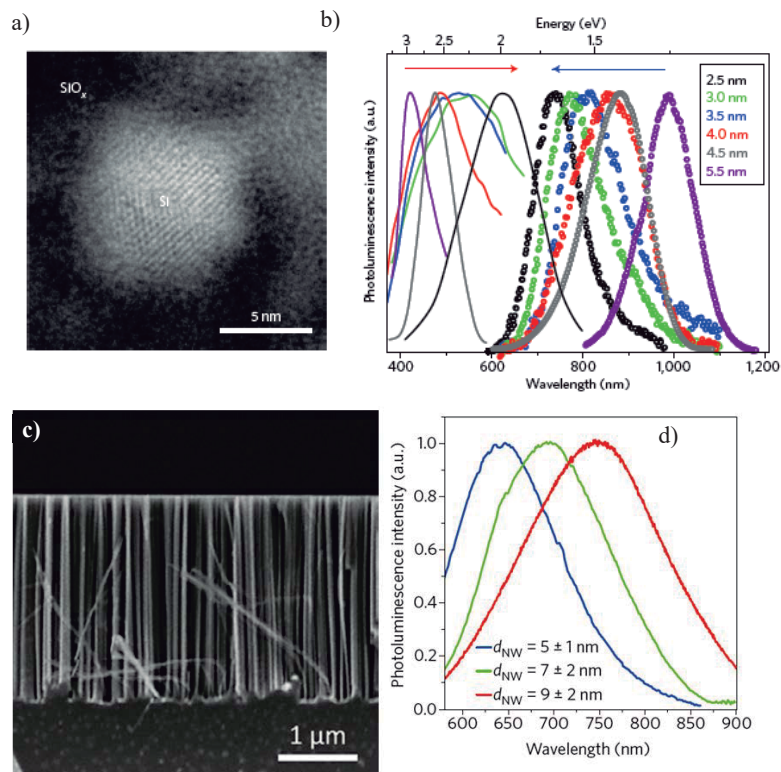 a)
SiOx
Si
5 nm
b)
Energy (eV)
3 2.5 2 1.5
2.5 nm
3.0 nm
3.5 nm
4.0 nm
4.5 nm
5.5 nm
Photoluminescence intensity (a.u.)
400 600 800 1,000 1,200
Wavelength (nm)
c)
1 μm
d)
Photoluminescence intensity (a.u.)
1.0
0.8
0.6
0.4
0.2
0.0
dNW = 5 ± 1 nm
dNW = 7 ± 2 nm
dNW = 9 ± 2 nm
600 650 700 750 800 850 900
Wavelength (nm)